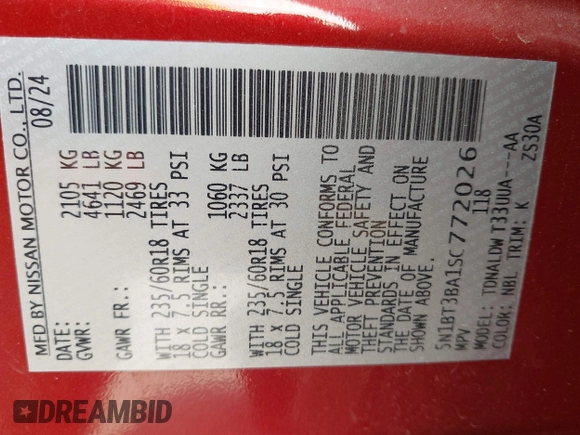 MFD BY NISSAN MOTOR CO., LTD.
DATE: 08/24
GVWR: 2105 KG
4641 LB
GAWR FR.: 1120 KG
2469 LB
WITH 235/60R18 TIRES
18 X 7.5 RIMS AT 33 PSI
COLD SINGLE
GAWR RR.: 1060 KG
2337 LB
WITH 235/60R18 TIRES
18 X 7.5 RIMS AT 30 PSI
COLD SINGLE
THIS VEHICLE CONFORMS TO
ALL APPLICABLE FEDERAL
MOTOR VEHICLE SAFETY AND
THEFT PREVENTION
STANDARDS IN EFFECT ON
THE DATE OF MANUFACTURE
SHOWN ABOVE.
5N1BT3BA1SC772026
MPV 118
MODEL: TDNALDW T33UUA---AA
COLOR: NBL TRIM: K ZS30A
DREAMBID